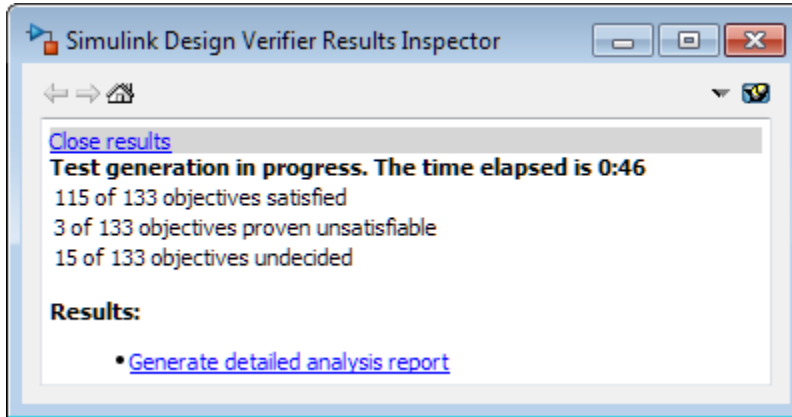 Simulink Design Verifier Results Inspector
Close results
Test generation in progress. The time elapsed is 0:46
115 of 133 objectives satisfied
3 of 133 objectives proven unsatisfiable
15 of 133 objectives undecided
Results:
• Generate detailed analysis report